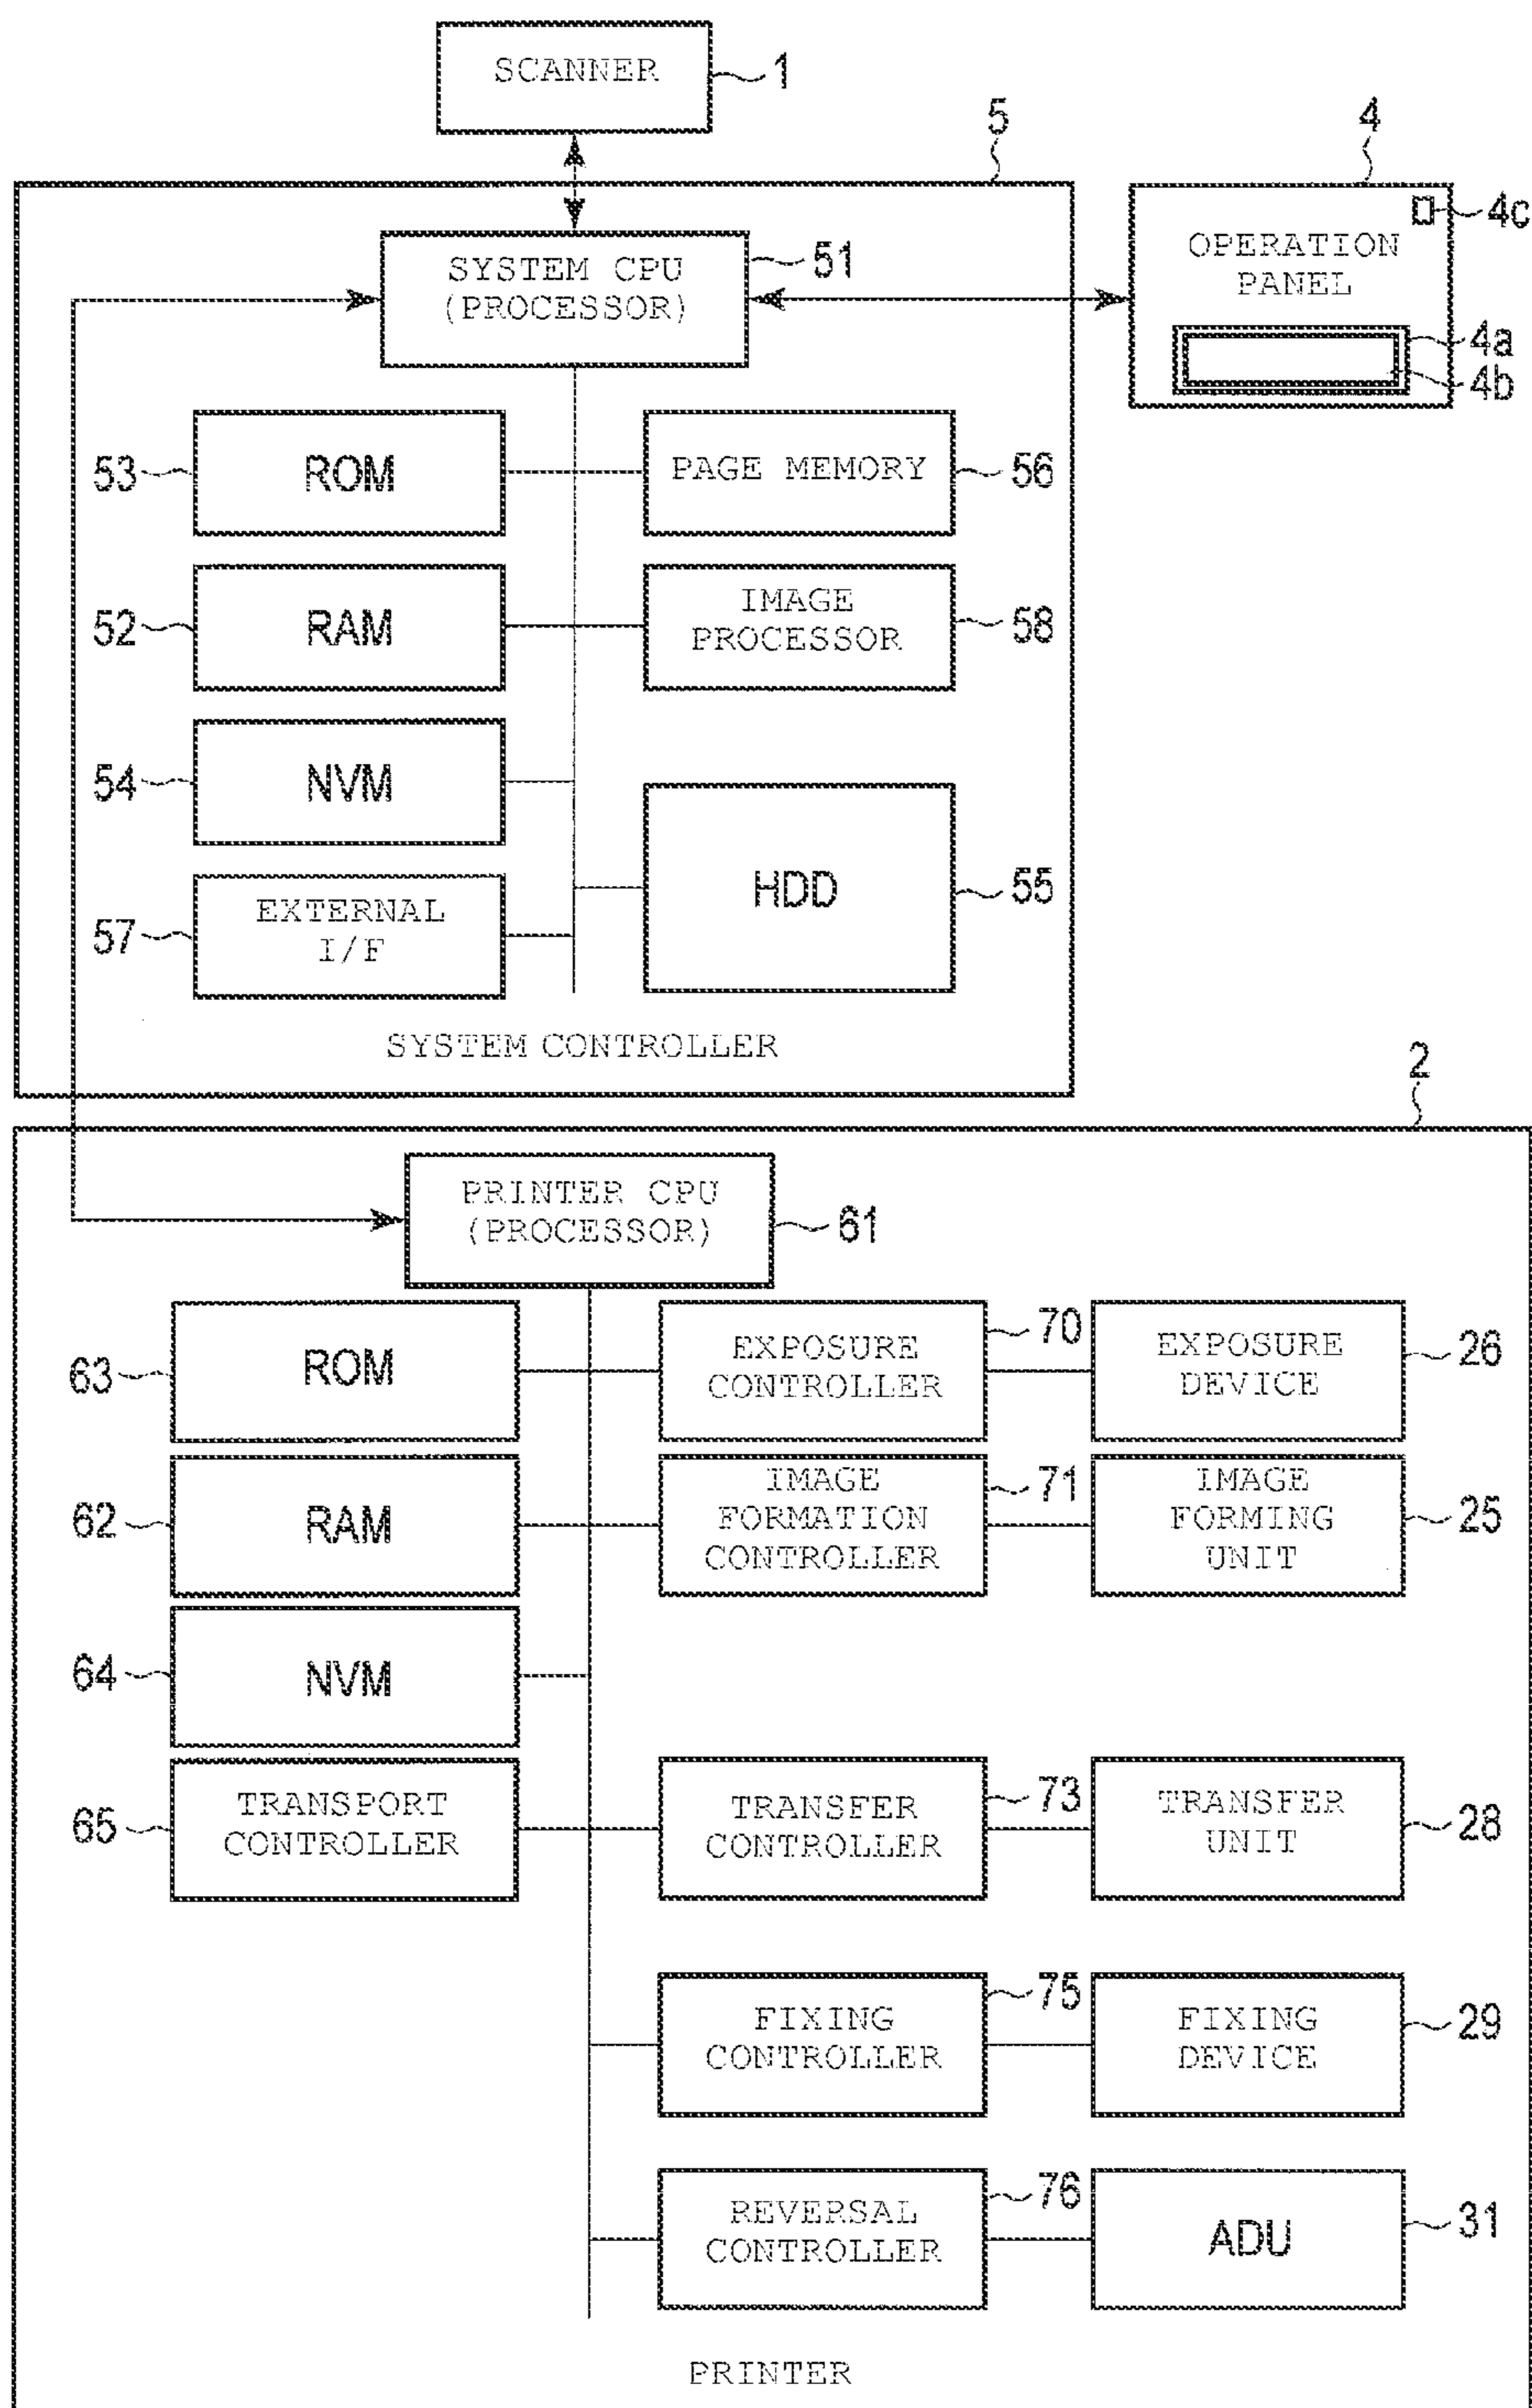 SCANNER
1
5
4
4c
SYSTEM CPU
(PROCESSOR)
51
OPERATION
PANEL
4a
4b
53
ROM
PAGE MEMORY
56
52
RAM
IMAGE
PROCESSOR
58
54
NVM
HDD
55
57
EXTERNAL
I/F
SYSTEM CONTROLLER
2
PRINTER CPU
(PROCESSOR)
61
63
ROM
EXPOSURE
CONTROLLER
70
EXPOSURE
DEVICE
26
62
RAM
IMAGE
FORMATION
CONTROLLER
71
IMAGE
FORMING
UNIT
25
64
NVM
65
TRANSPORT
CONTROLLER
TRANSFER
CONTROLLER
73
TRANSFER
UNIT
28
FIXING
CONTROLLER
75
FIXING
DEVICE
29
REVERSAL
CONTROLLER
76
ADU
31
PRINTER